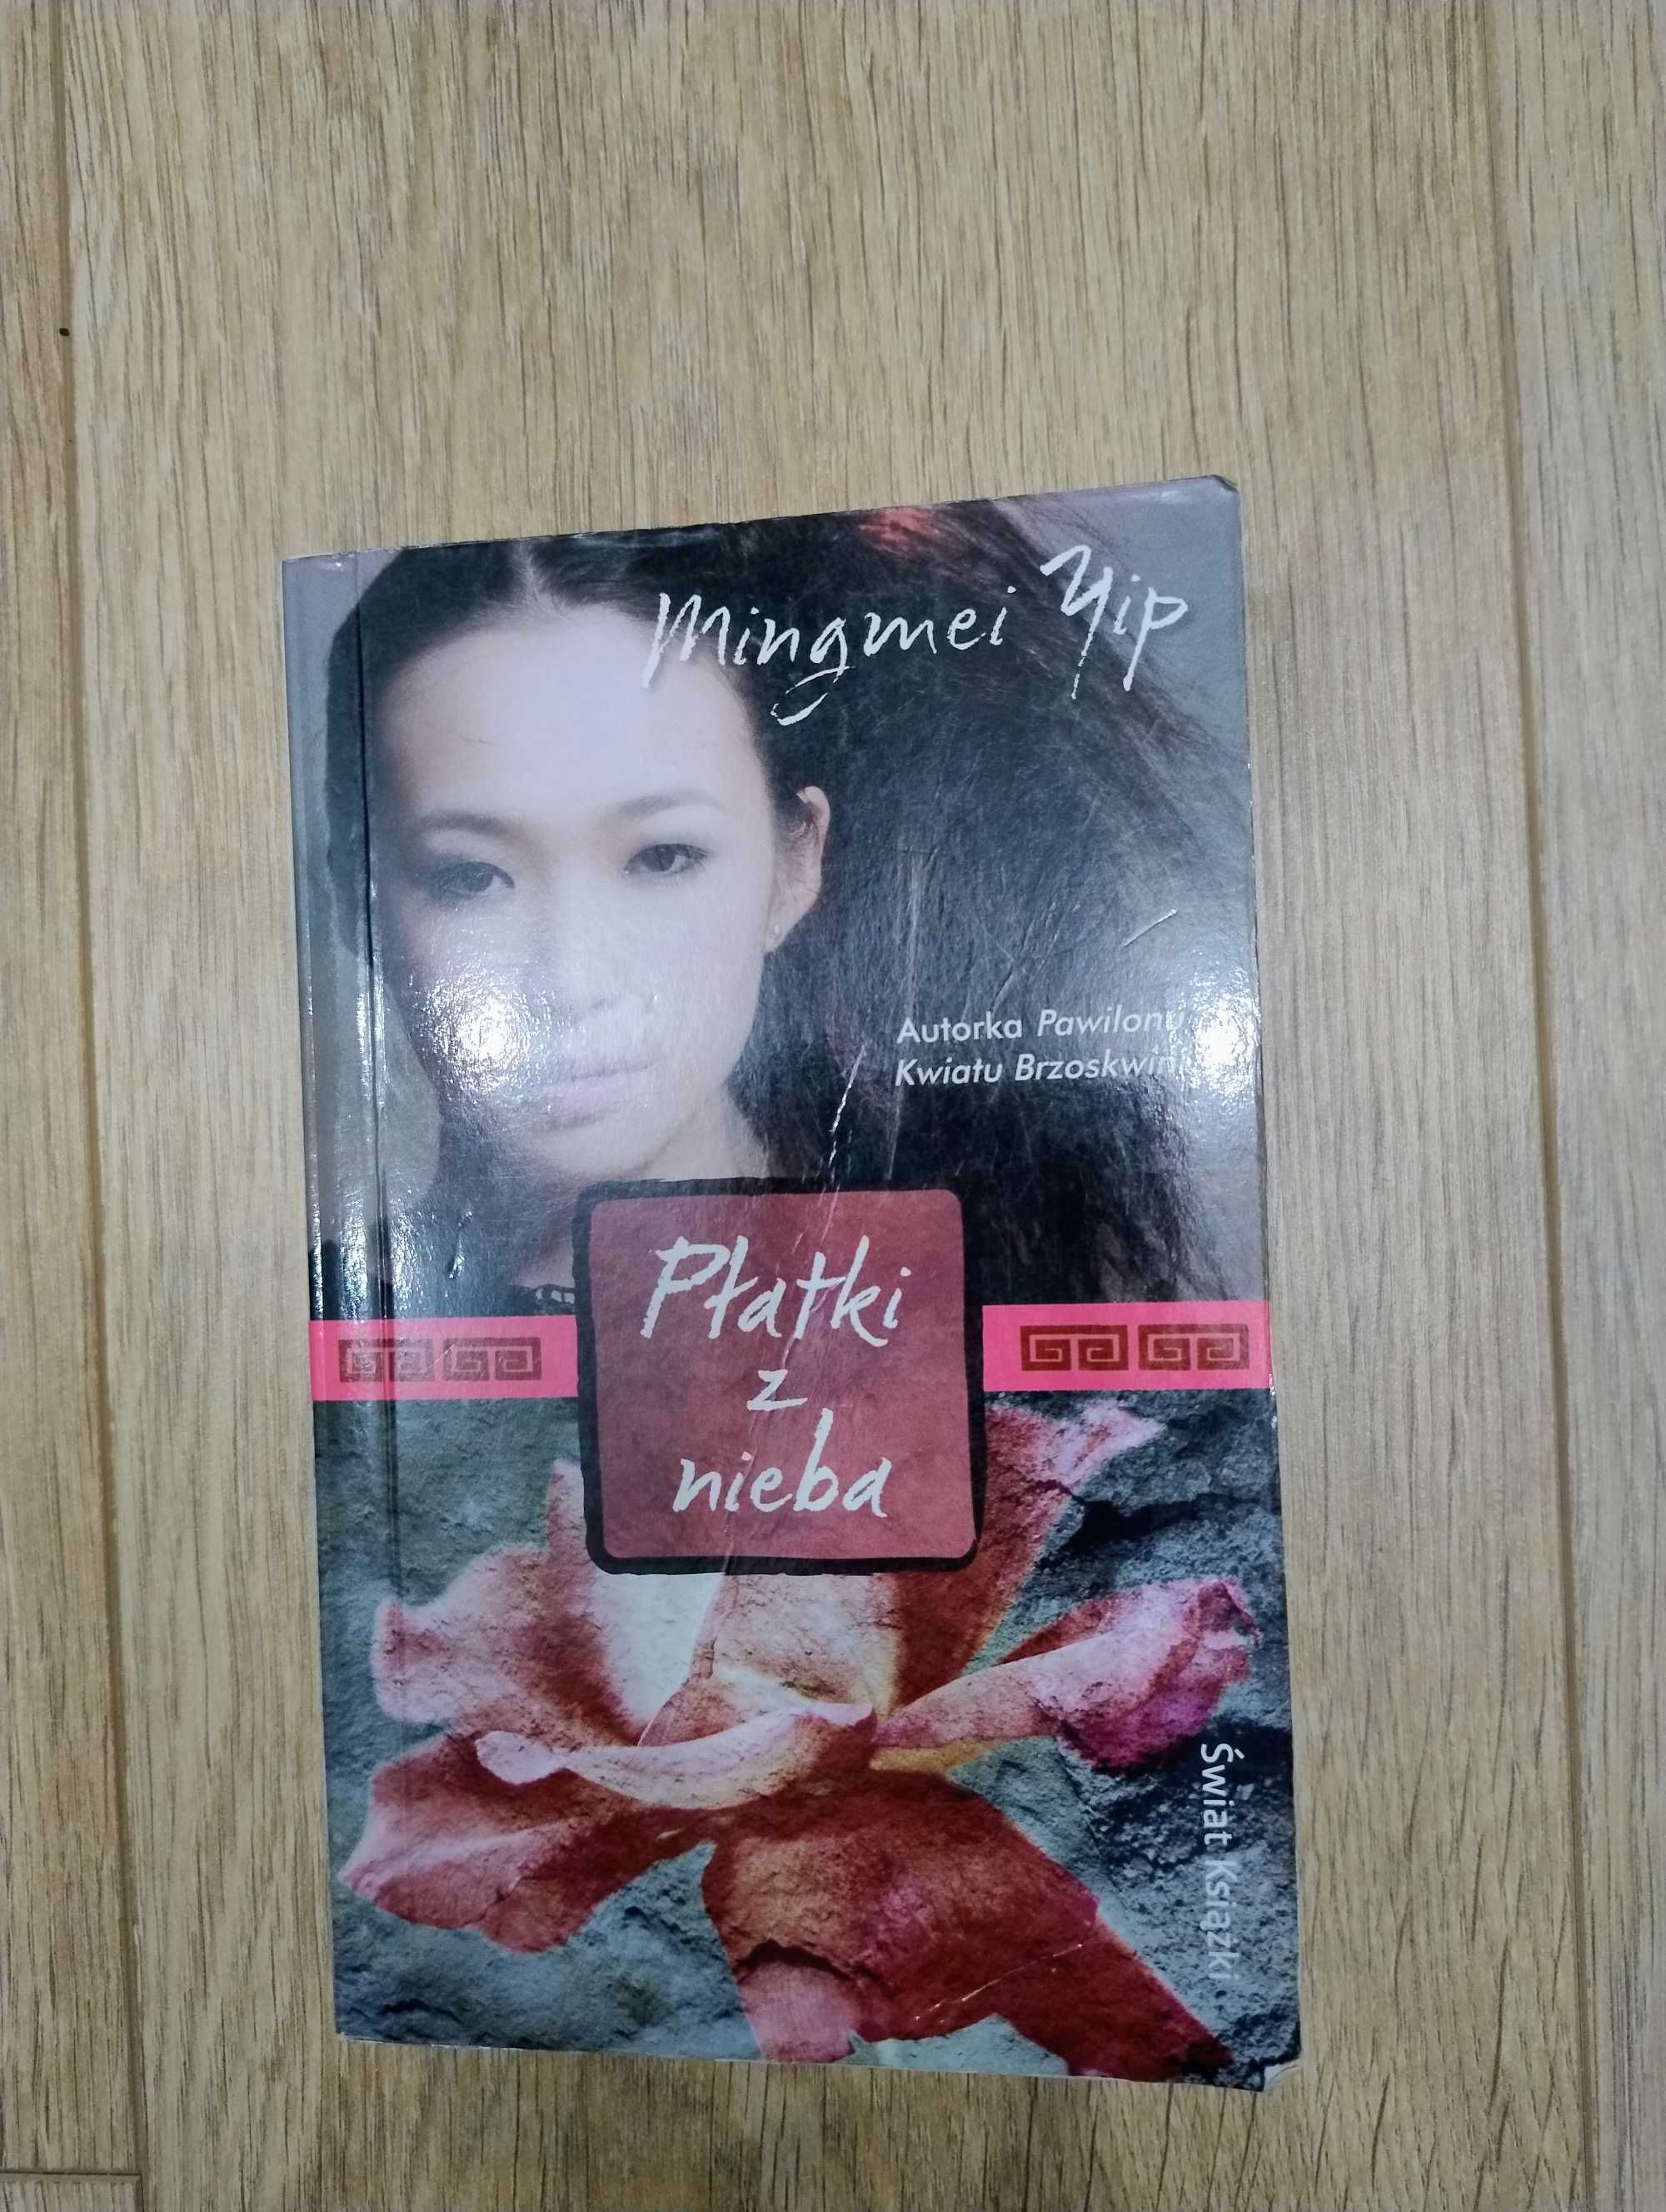 Mingmei Yip
Autorka Pawilonu
Kwiatu Brzoskwini
Płatki
z
nieba
Świat Książki